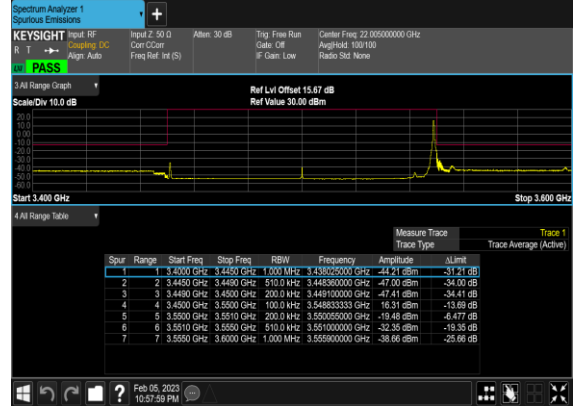 Spectrum Analyzer 1
Spurious Emissions
+
KEYSIGHT Input: RF Input Z: 50 Ω Atten: 30 dB Trig: Free Run Center Freq: 22.005000000 GHz
R T Coupling: DC Corr CCorr Gate: Off Avg|Hold: 100/100
Align: Auto Freq Ref: Int (S) IF Gain: Low Radio Std: None
PASS
3 All Range Graph
Ref Lvl Offset 15.67 dB
Scale/Div 10.0 dB Ref Value 30.00 dBm
20.0
10.0
0.00
-10.0
-20.0
-30.0
-40.0
-50.0
-60.0
Start 3.400 GHz Stop 3.600 GHz
4 All Range Table
Measure Trace Trace 1
Trace Type Trace Average (Active)
Spur Range Start Freq Stop Freq RBW Frequency Amplitude ΔLimit
1 1 3.4000 GHz 3.4450 GHz 1.000 MHz 3.438025000 GHz -44.21 dBm -31.21 dB
2 2 3.4450 GHz 3.4490 GHz 510.0 kHz 3.448360000 GHz -47.00 dBm -34.00 dB
3 3 3.4490 GHz 3.4500 GHz 200.0 kHz 3.449100000 GHz -47.41 dBm -34.41 dB
4 4 3.4500 GHz 3.5500 GHz 100.0 kHz 3.548833333 GHz 16.31 dBm -13.69 dB
5 5 3.5500 GHz 3.5510 GHz 200.0 kHz 3.550055000 GHz -19.48 dBm -6.477 dB
6 6 3.5510 GHz 3.5550 GHz 510.0 kHz 3.551000000 GHz -32.35 dBm -19.35 dB
7 7 3.5550 GHz 3.6000 GHz 1.000 MHz 3.555900000 GHz -38.66 dBm -25.66 dB
? Feb 05, 2023
10:57:59 PM